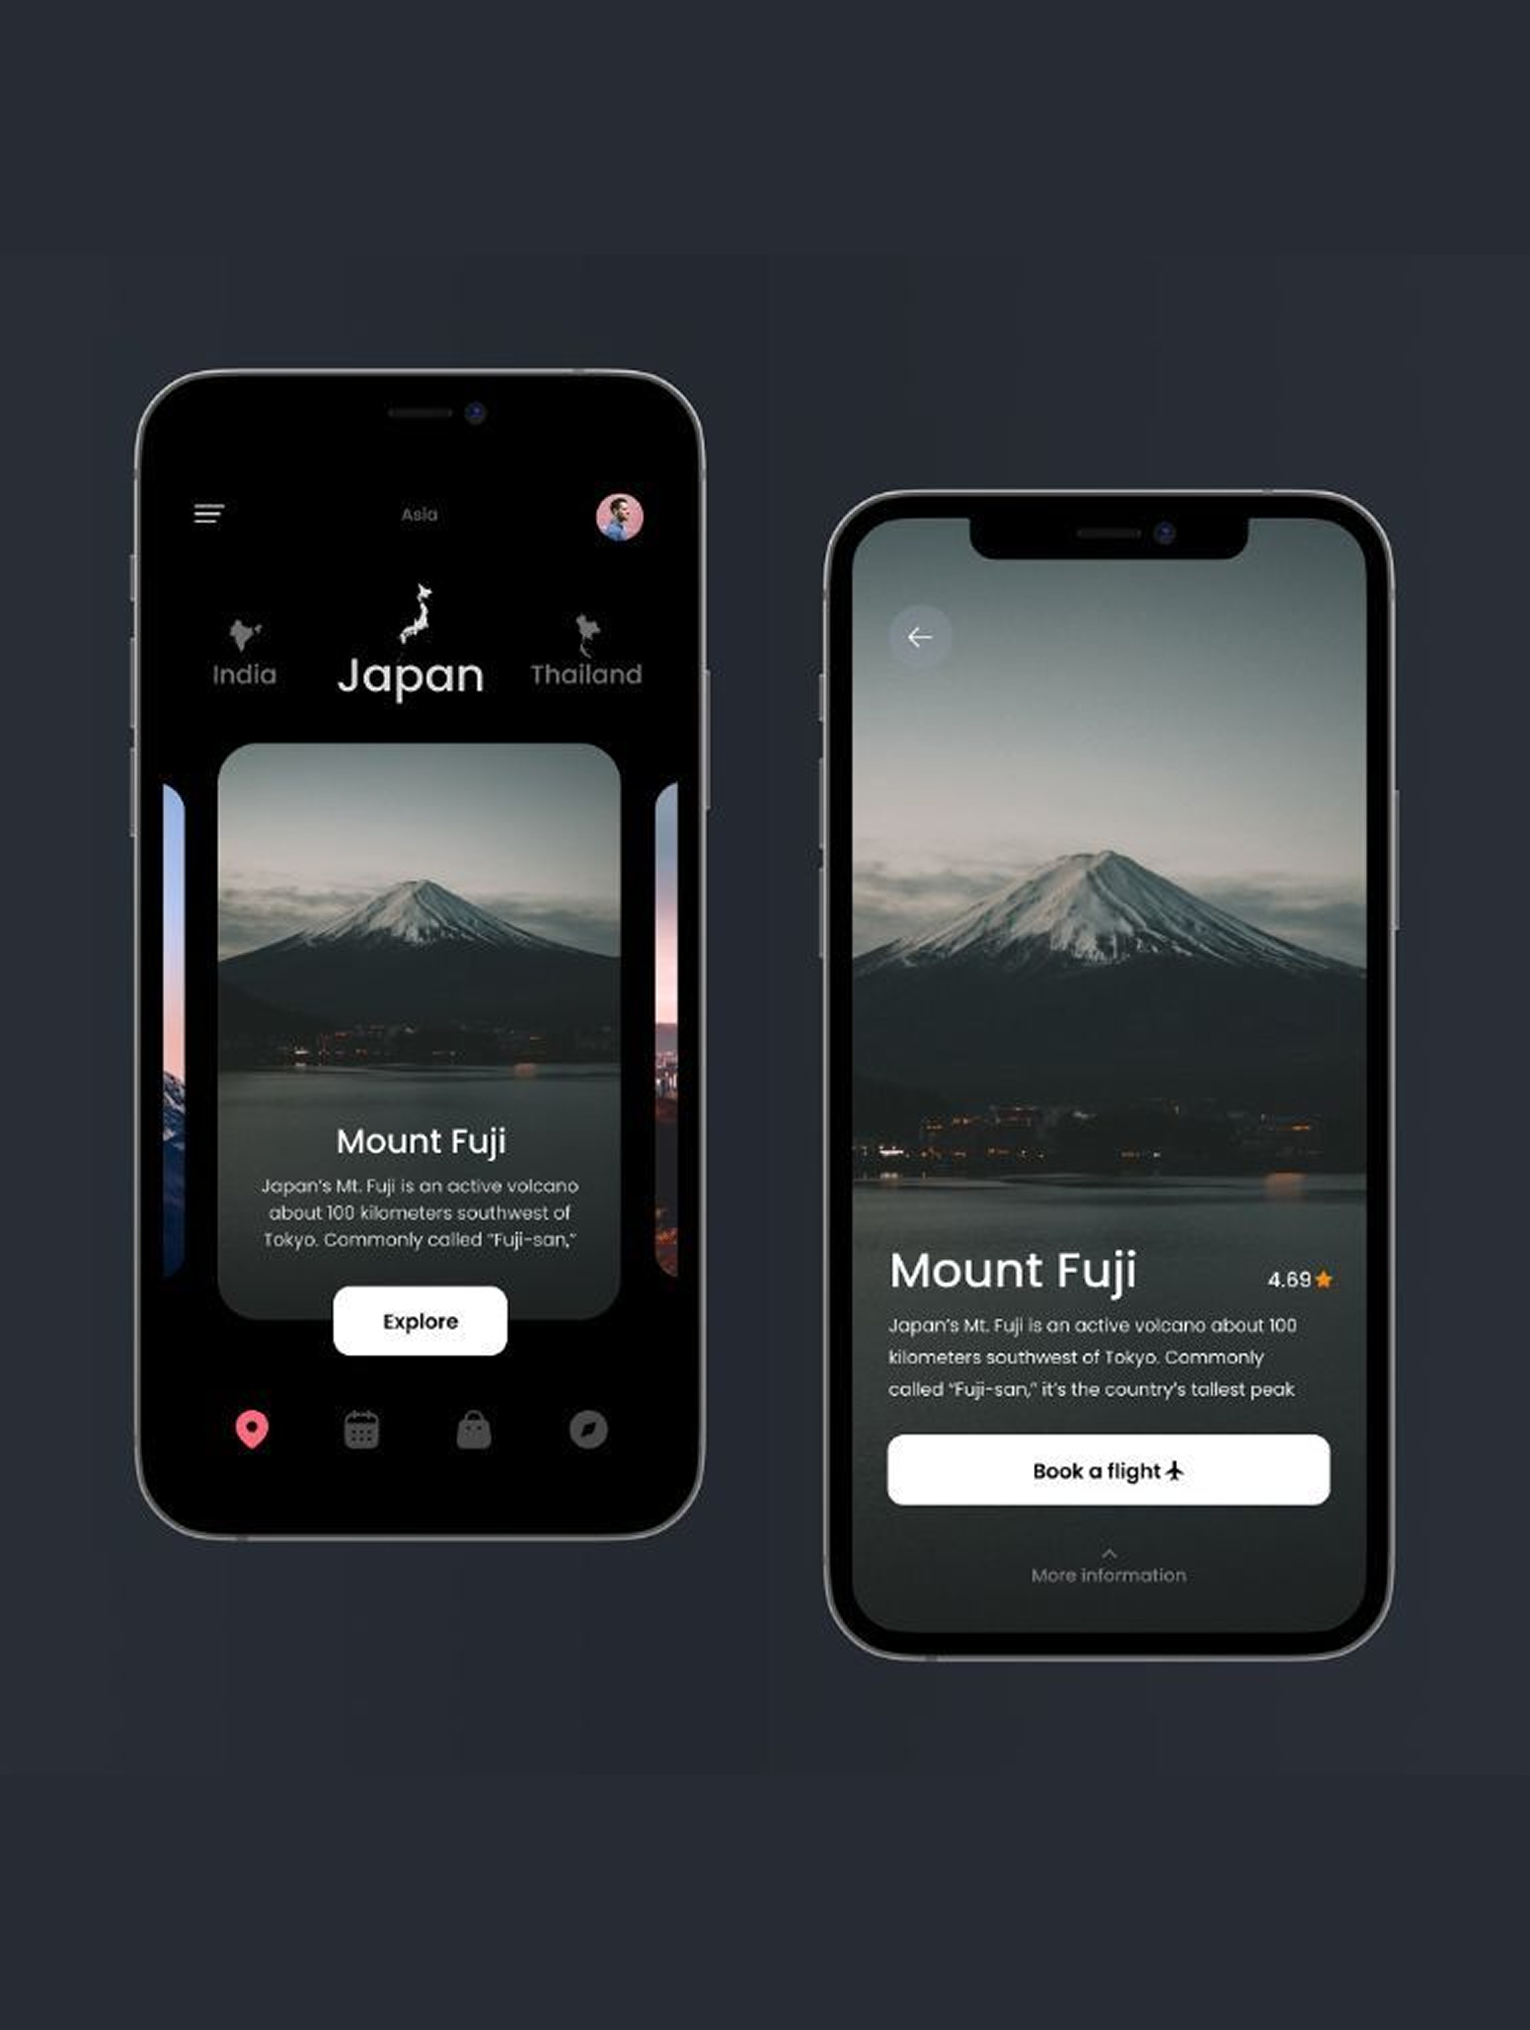 Asia
India
Japan
Thailand
Mount Fuji
Japan's Mt. Fuji is an active volcano
about 100 kilometers southwest of
Tokyo. Commonly called “Fuji-san,”
Explore
Mount Fuji
4.69
Japan's Mt. Fuji is an active volcano about 100
kilometers southwest of Tokyo. Commonly
called “Fuji-san,” it's the country's tallest peak
Book a flight
More information